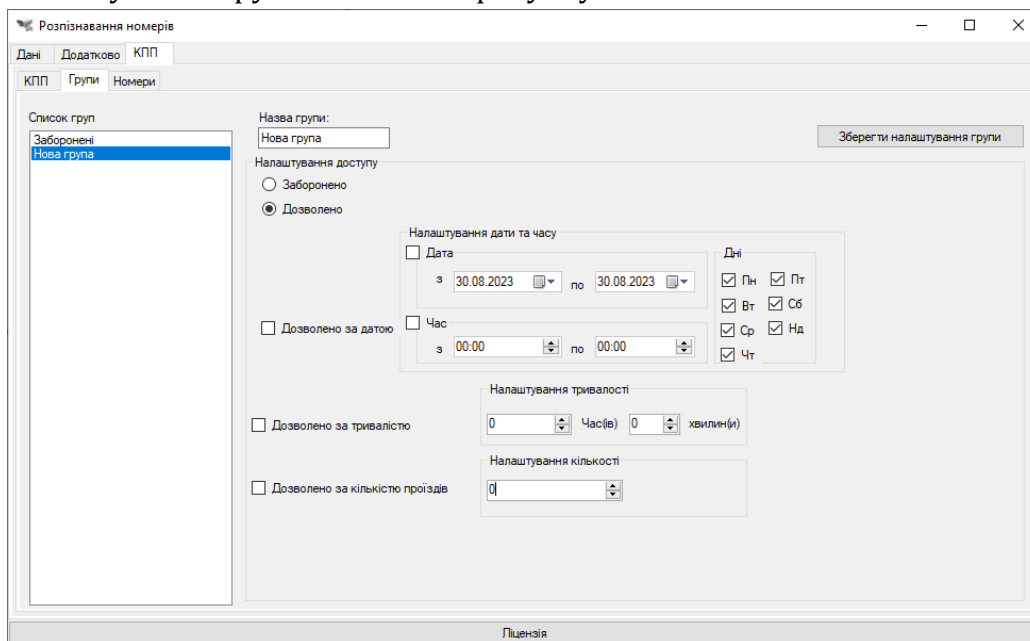 Розпізнавання номерів
Дані Додатково КПП
КПП Групи Номери
Список груп
Заборонені
Нова група
Назва групи:
Нова група
Зберегти налаштування групи
Налаштування доступу
Заборонено
Дозволено
Налаштування дати та часу
Дата
з 30.08.2023 по 30.08.2023
Дні
Пн Пт
Вт Сб
Ср Нд
Чт
Дозволено за датою
Час
з 00:00 по 00:00
Налаштування тривалості
Дозволено за тривалістю
0 Час(ів) 0 хвилин(и)
Налаштування кількості
Дозволено за кількістю проїздів
0
Ліцензія